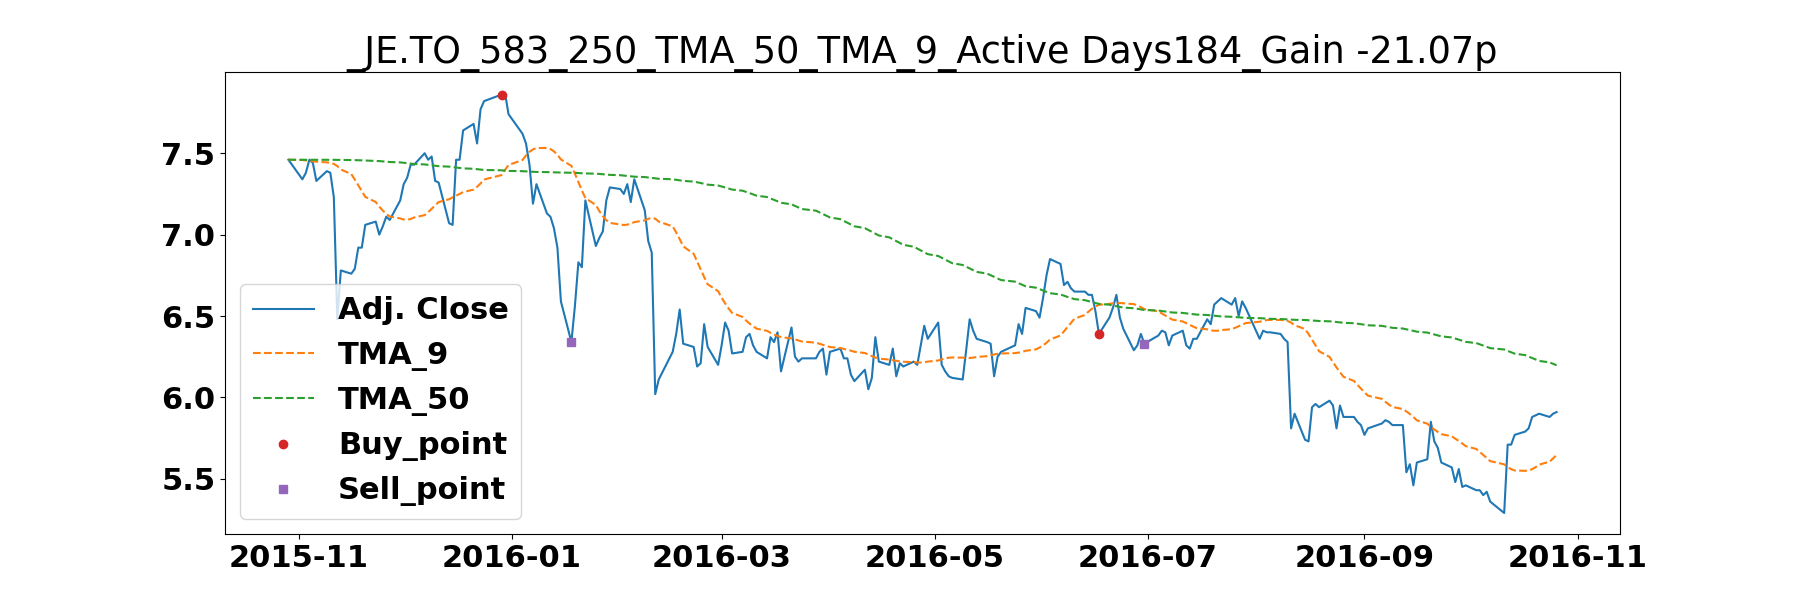 _JE.TO_583_250_TMA_50_TMA_9_Active Days184_Gain -21.07p
7.5
7.0
6.5
6.0
5.5
Adj. Close
TMA_9
TMA_50
Buy_point
Sell_point
2015-11 2016-01 2016-03 2016-05 2016-07 2016-09 2016-11